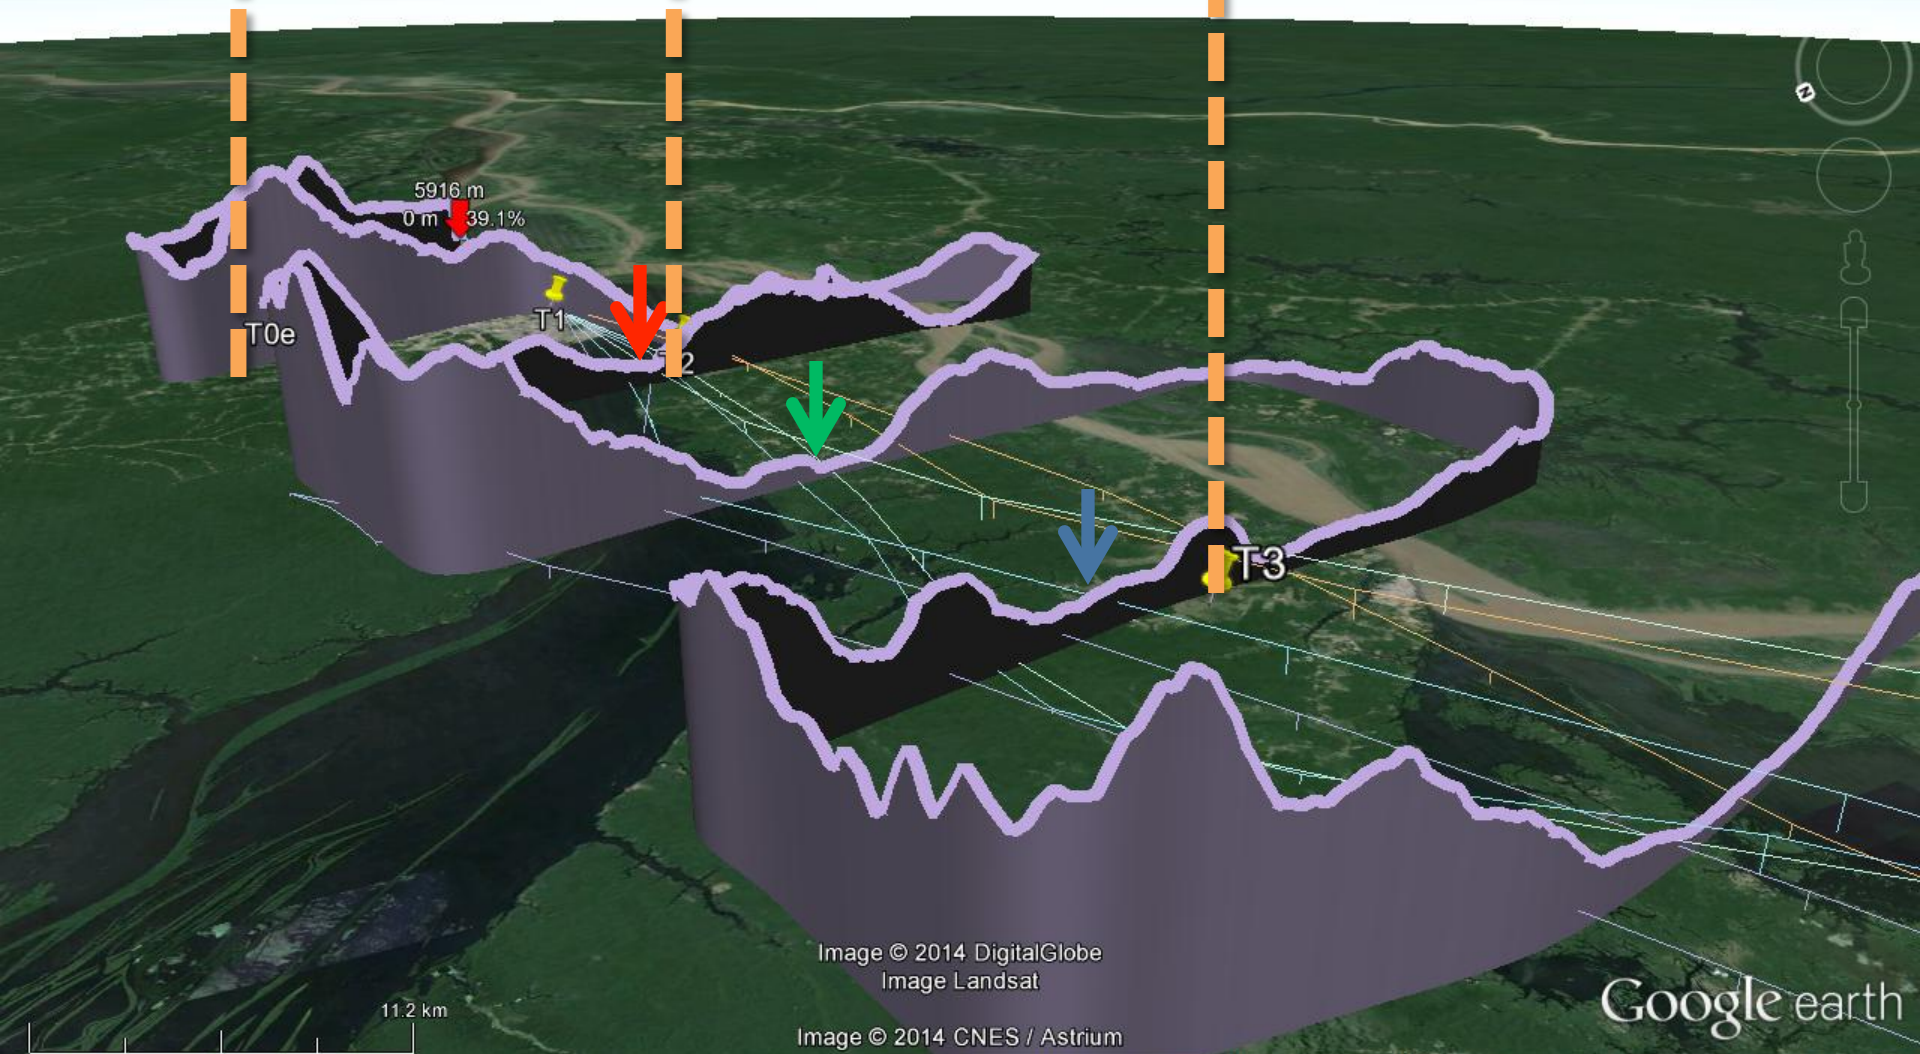 N
5916 m
0 m 39.1%
T1
T0e
T2
T3
Image © 2014 DigitalGlobe
Image Landsat
11.2 km
Google earth
Image © 2014 CNES / Astrium